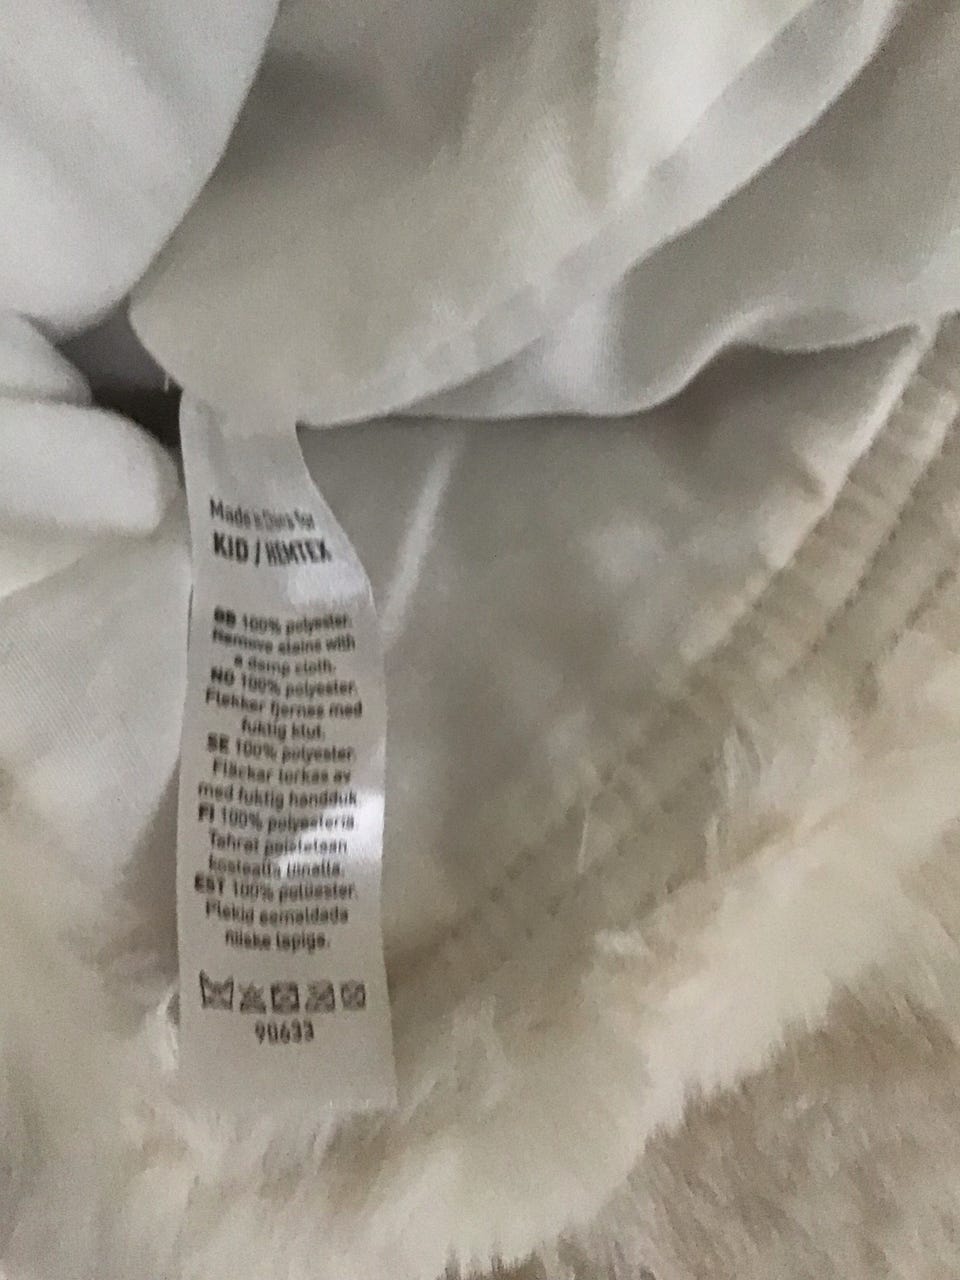 Made in China for
KID / HEMTEX
GB 100% polyester.
Remove stains with
a damp cloth.
NO 100% polyester.
Flekker fjernes med
fuktig klut.
SE 100% polyester.
Fläckar torkas av
med fuktig handduk.
FI 100% polyesteriä.
Tahrat poistetaan
kostealla liinalla.
EST 100% polüester.
Plekid eemaldada
niiske lapiga.
90633